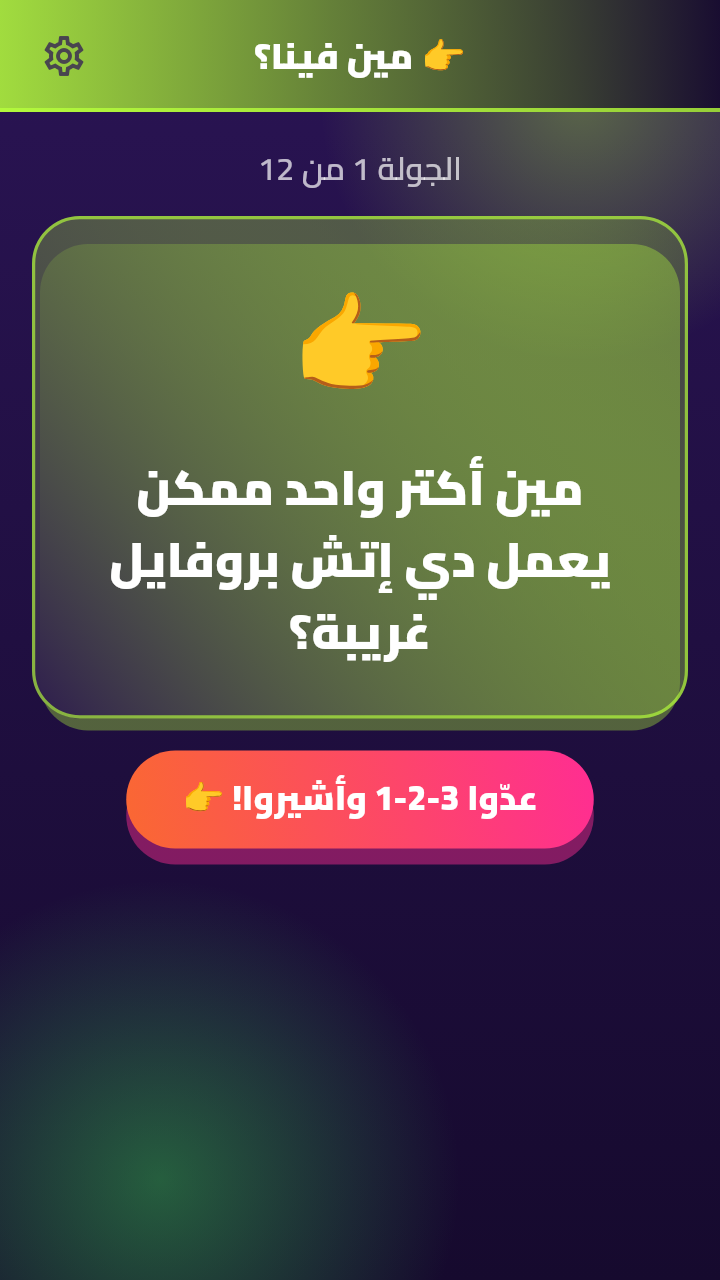 👉 مين فينا؟
الجولة 1 من 12
مين أكتر واحد ممكن
يعمل دي إتش بروفايل
غريبة؟
عدّوا 3-2-1 وأشيروا! 👉